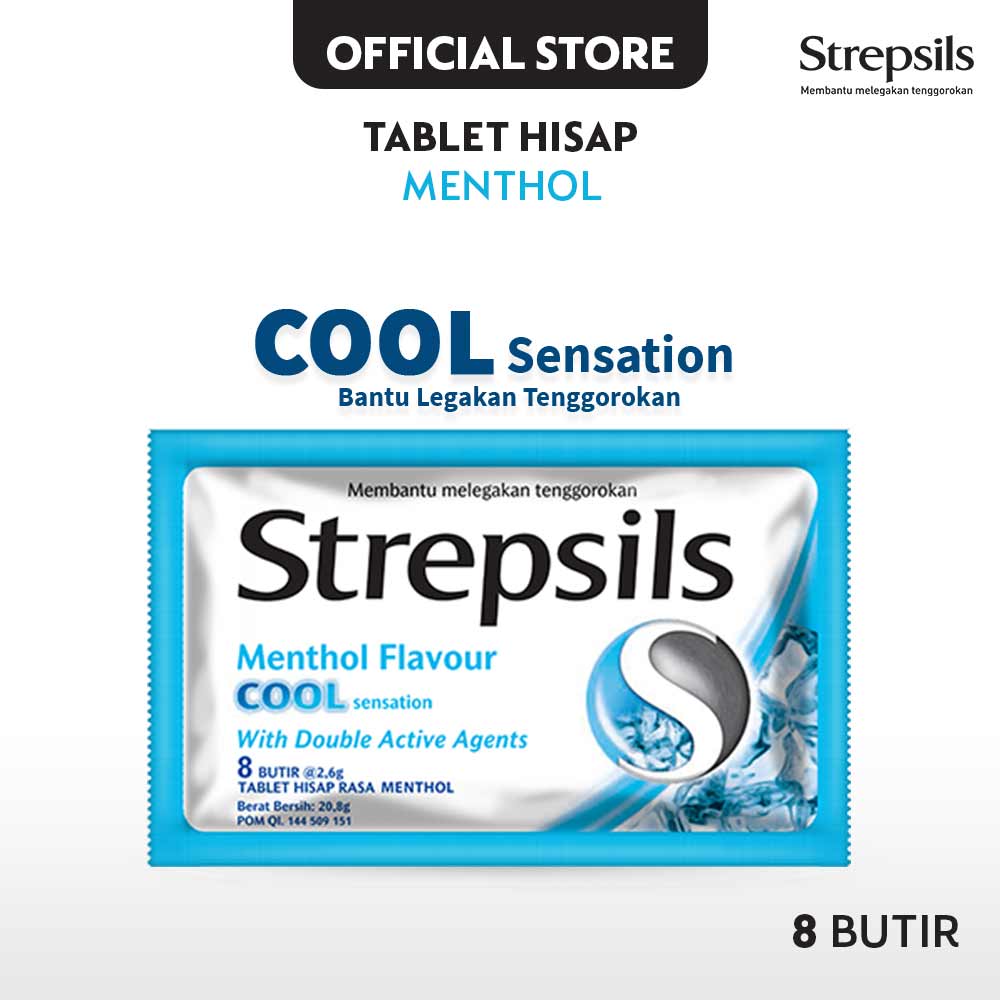 OFFICIAL STORE
Strepsils
Membantu melegakan tenggorokan
TABLET HISAP
MENTHOL
COOL Sensation
Bantu Legakan Tenggorokan
Membantu melegakan tenggorokan
Strepsils
Menthol Flavour
COOL sensation
With Double Active Agents
8 BUTIR @2,6g
TABLET HISAP RASA MENTHOL
Berat Bersih: 20,8g
POM QI. 144 509 151
8 BUTIR